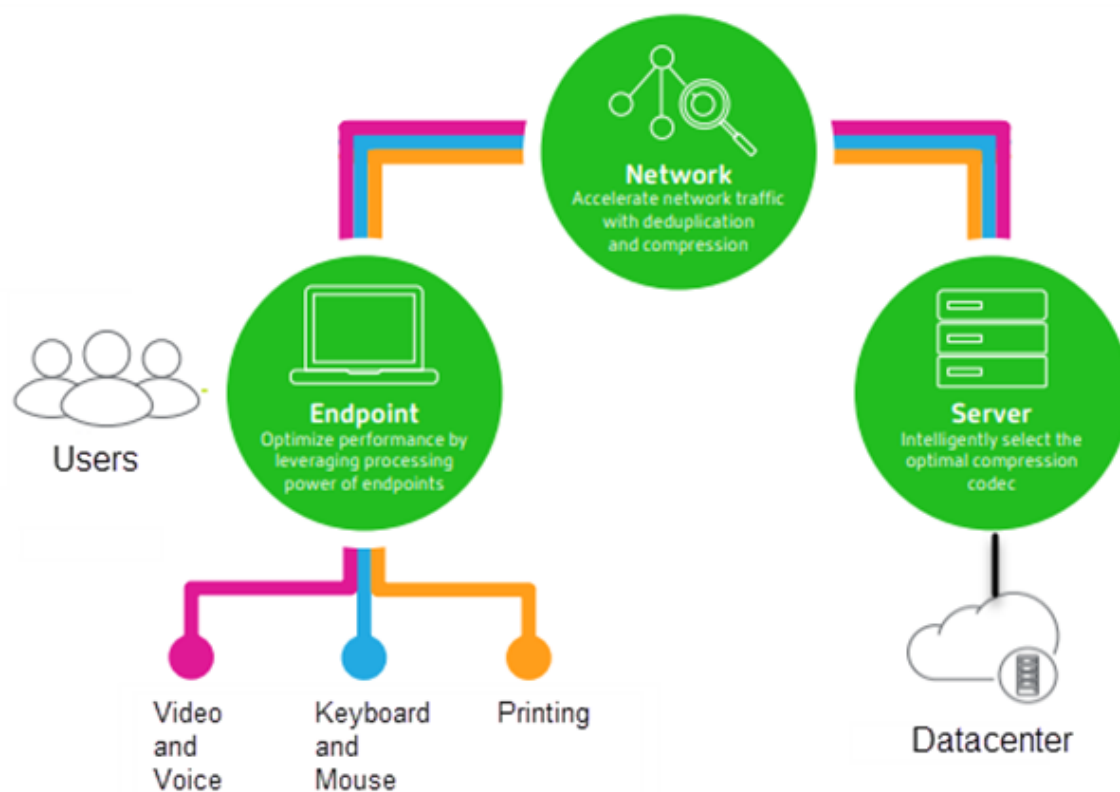 Network
Accelerate network traffic
with deduplication
and compression
Endpoint
Optimize performance by
leveraging processing
power of endpoints
Server
Intelligently select the
optimal compression
codec
Users
Video
and
Voice
Keyboard
and
Mouse
Printing
Datacenter